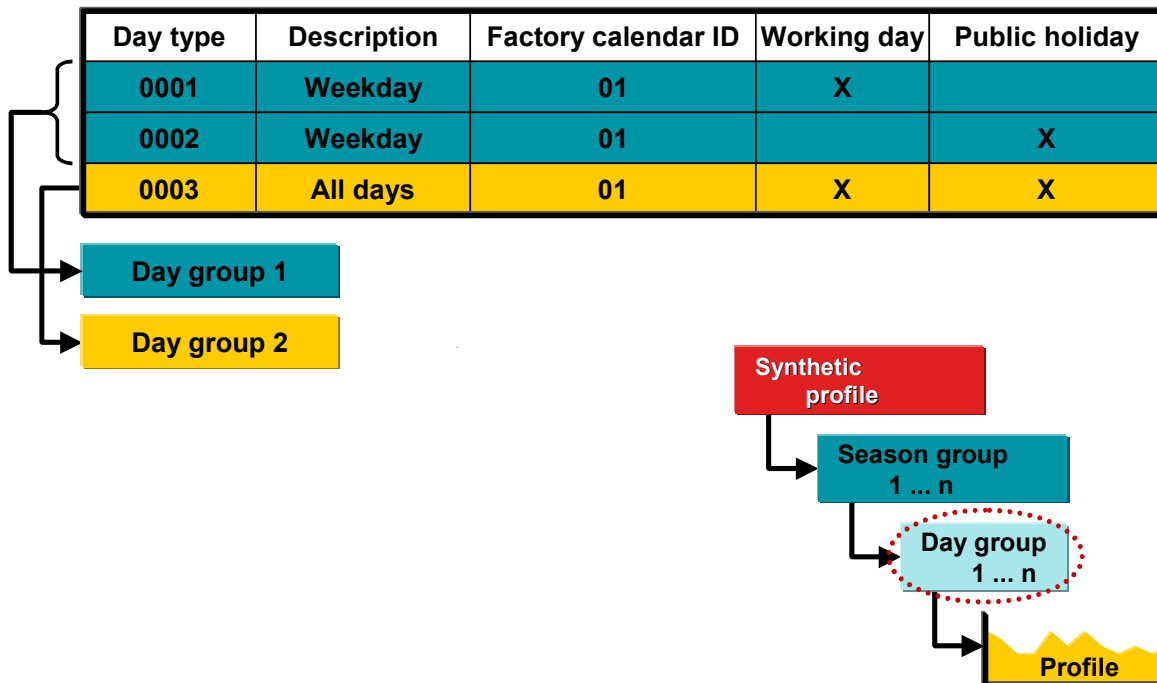 Day type Description Factory calendar ID Working day Public holiday
0001 Weekday 01 X
0002 Weekday 01 X
0003 All days 01 X X
Day group 1
Day group 2
Synthetic
profile
Season group
1 ... n
Day group
1 ... n
Profile